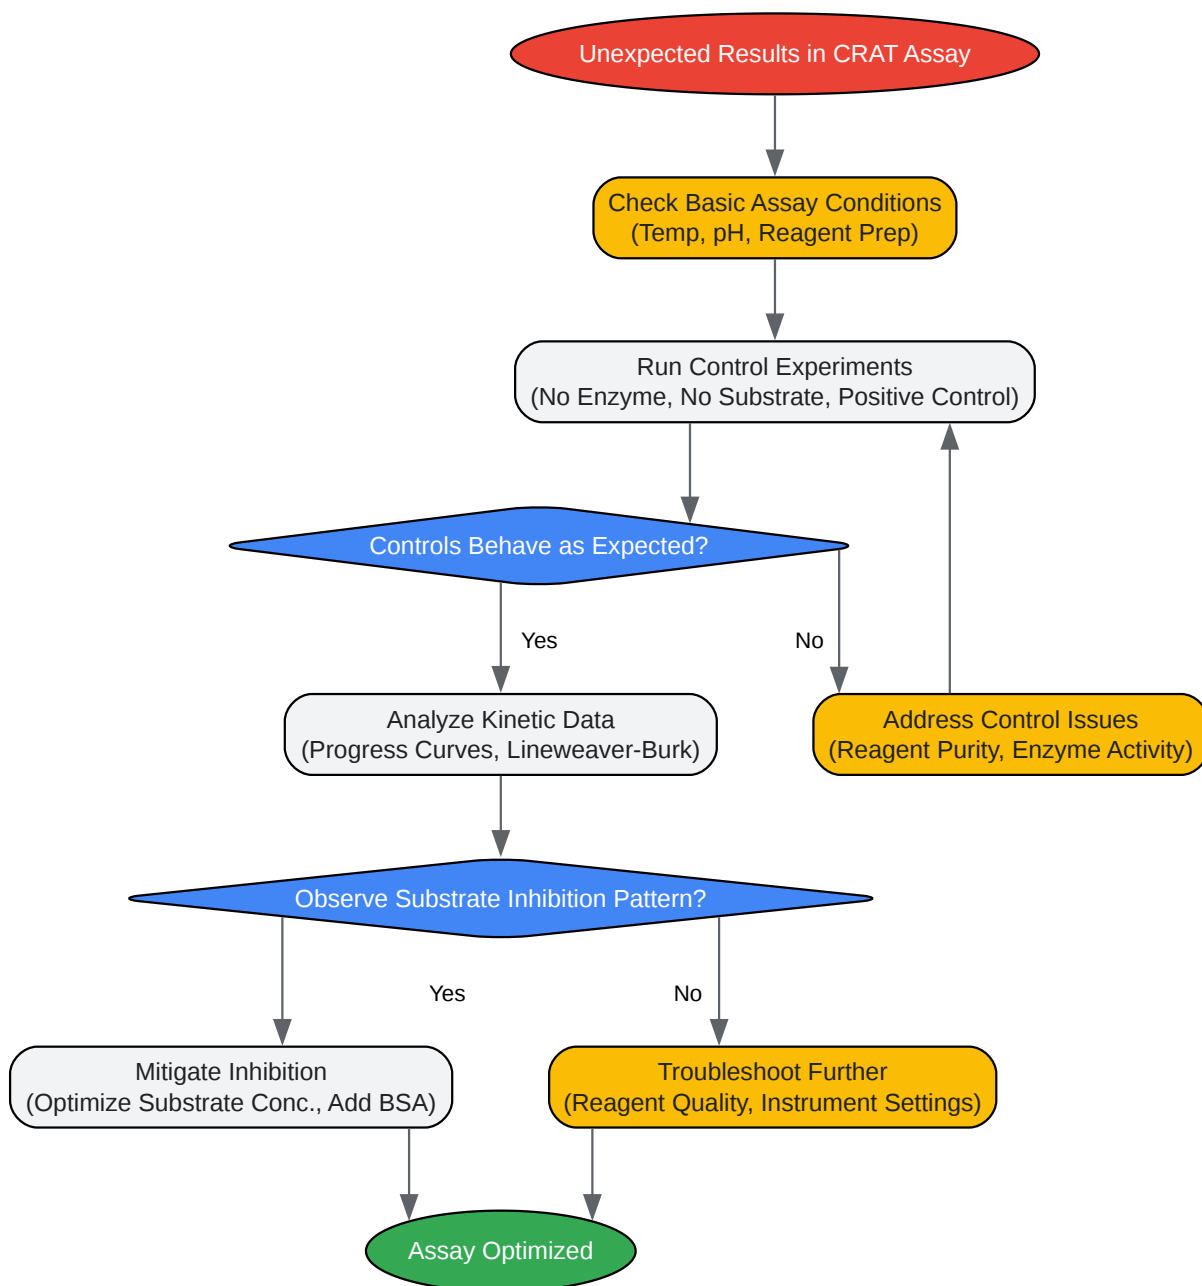 Unexpected Results in CRAT Assay
Check Basic Assay Conditions
(Temp, pH, Reagent Prep)
Run Control Experiments
(No Enzyme, No Substrate, Positive Control)
Controls Behave as Expected?
Yes
No
Analyze Kinetic Data
(Progress Curves, Lineweaver-Burk)
Address Control Issues
(Reagent Purity, Enzyme Activity)
Observe Substrate Inhibition Pattern?
Yes
No
Mitigate Inhibition
(Optimize Substrate Conc., Add BSA)
Troubleshoot Further
(Reagent Quality, Instrument Settings)
Assay Optimized